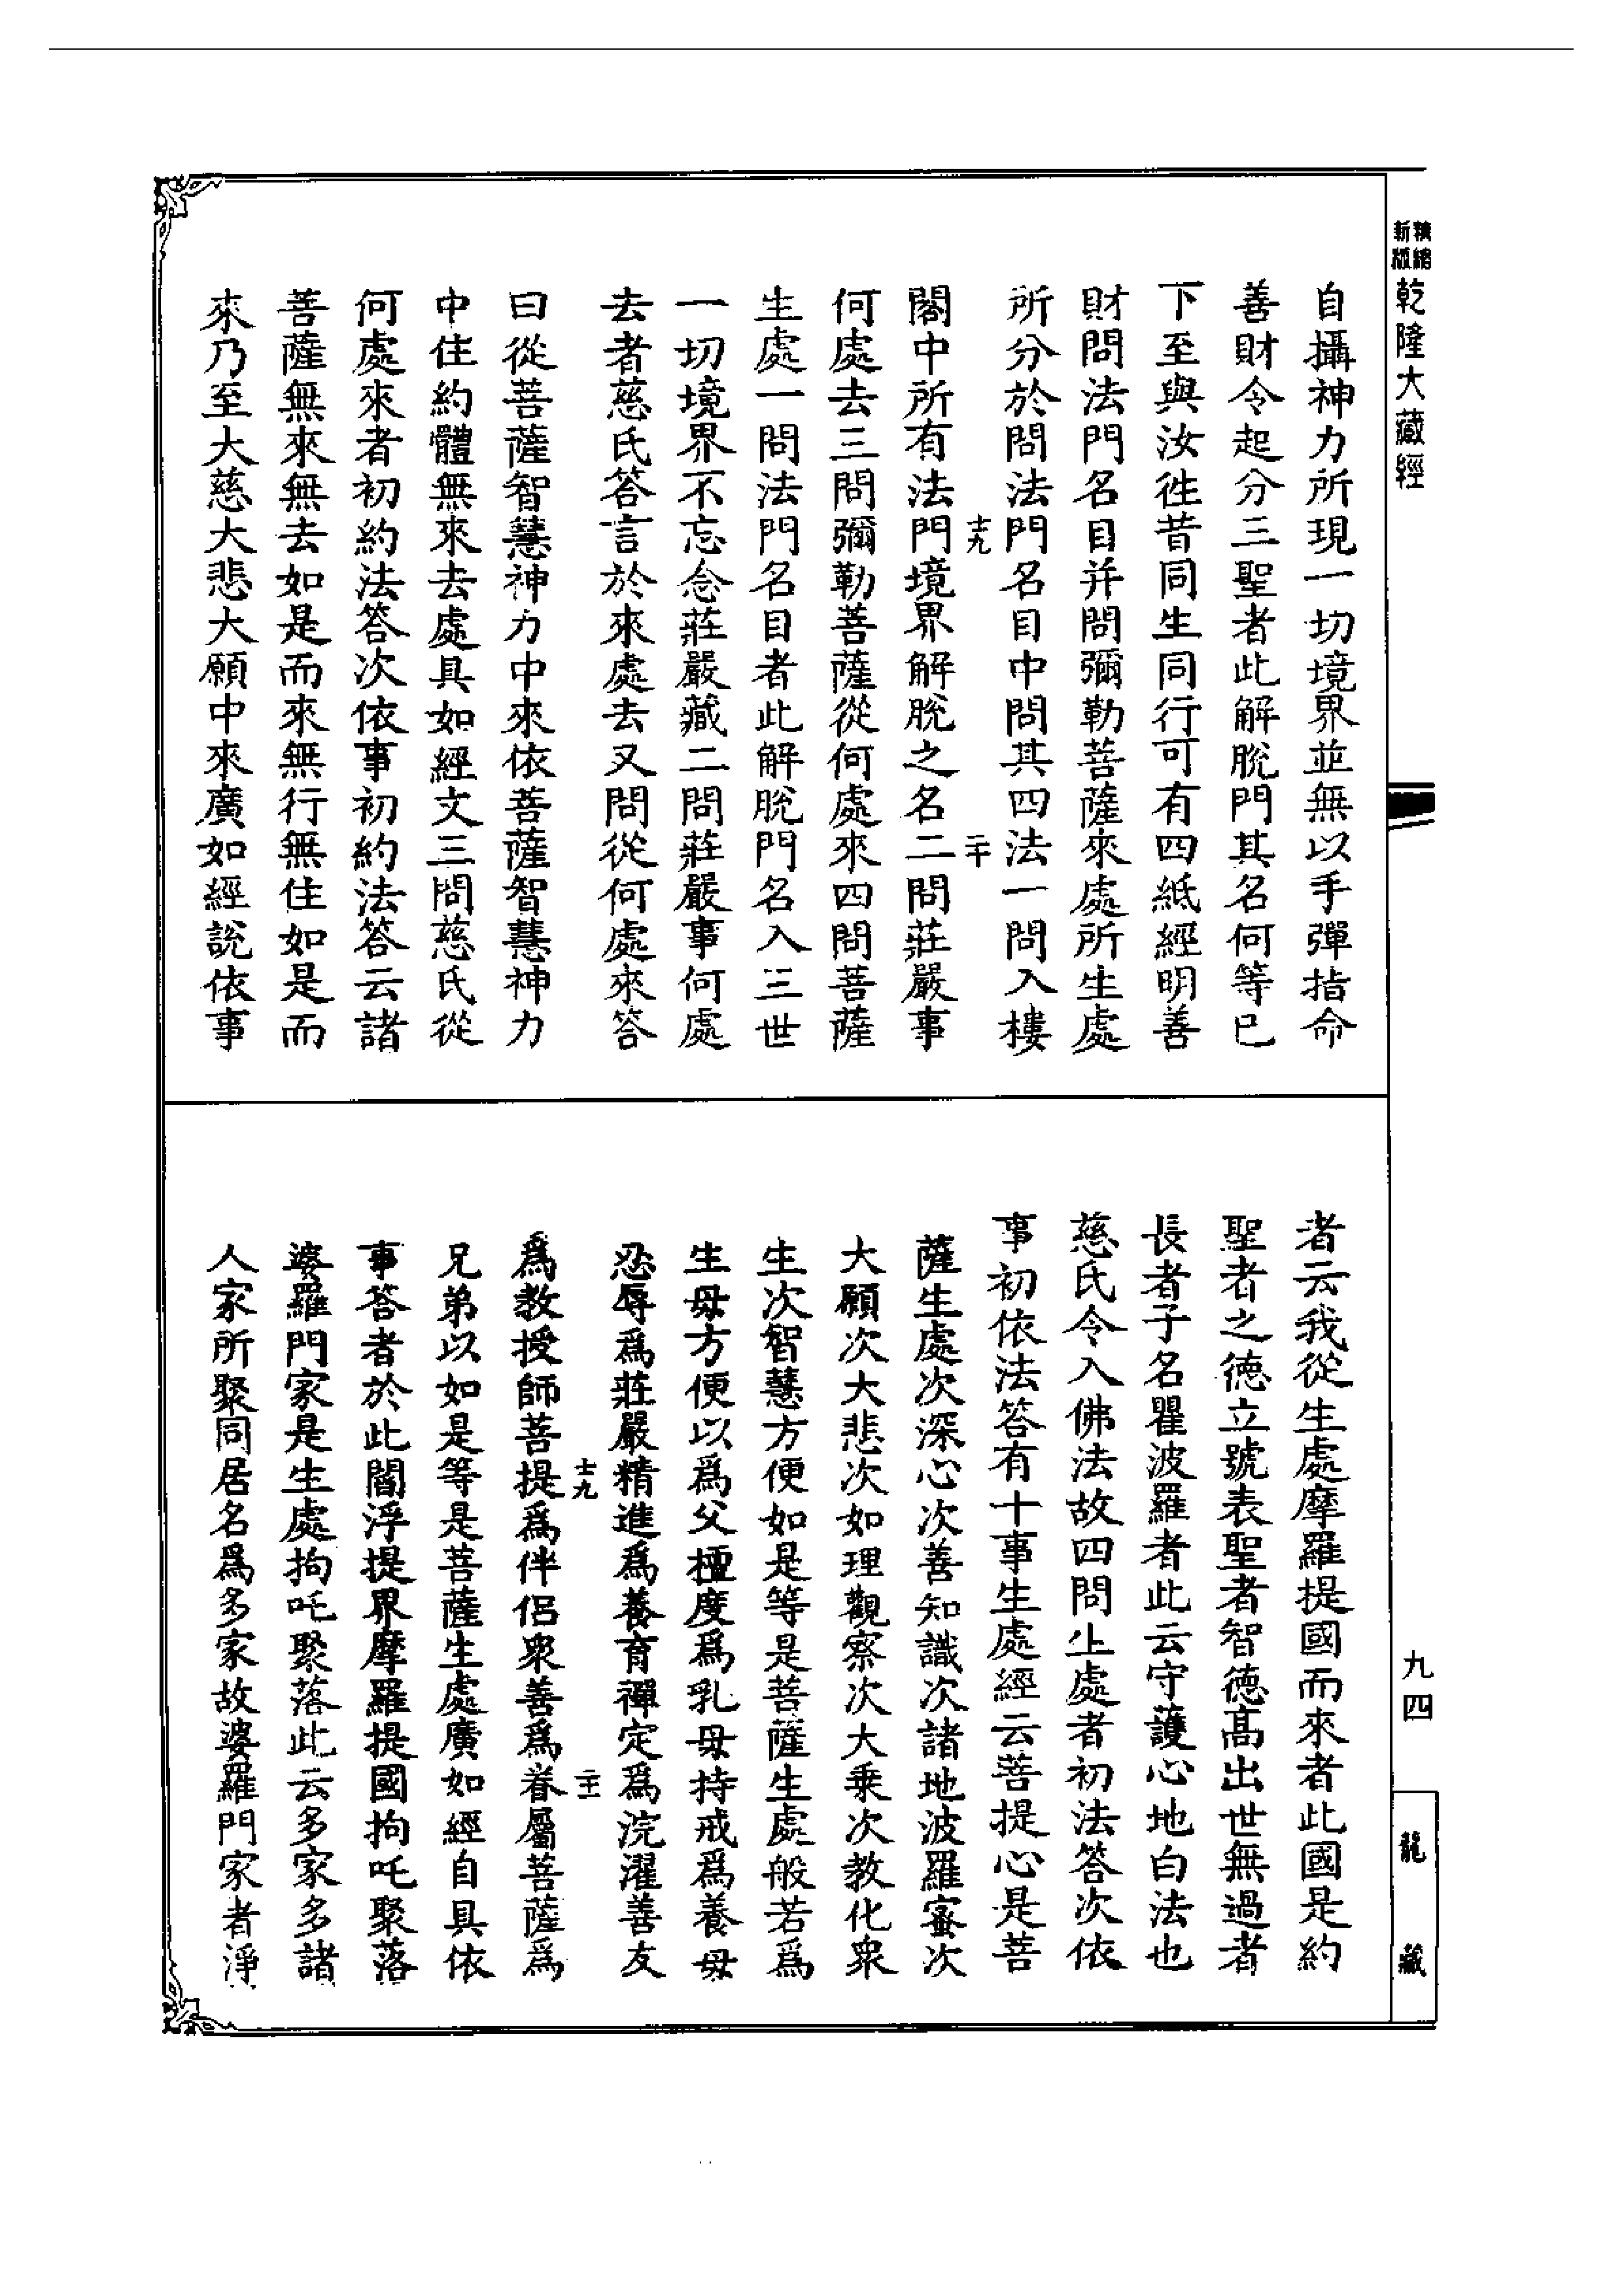 精縮
新版
乾隆大藏經
自攝神力所現一切境界並無以手彈指命
善財令起分三聖者此解脫門其名何等已
下至與汝徃昔同生同行可有四紙經明善
財問法門名目并問彌勒菩薩來處所生處
所分於問法門名目中問其四法一問入樓
十九
二十
閣中所有法門境界解脫之名二問莊嚴事
何處去三問彌勒菩薩從何處來四問菩薩
生處一問法門名目者此解脫門名入三世
一切境界不忘念莊嚴藏二問莊嚴事何處
去者慈氏答言於來處去又問從何處來答
曰從菩薩智慧神力中來依菩薩智慧神力
中住約體無來去處具如經文三問慈氏從
何處來者初約法答次依事初約法答云諸
菩薩無來無去如是而來無行無住如是而
來乃至大慈大悲大願中來廣如經說依事
者云我從生處摩羅提國而來者此國是約
聖者之德立號表聖者智德高出世無過者
長者子名瞿波羅者此云守護心地白法也
慈氏令入佛法故四問生處者初法答次依
事初依法答有十事生處經云菩提心是菩
薩生處次深心次善知識次諸地波羅蜜次
大願次大悲次如理觀察次大乘次教化衆
生次智慧方便如是等是菩薩生處般若爲
生母方便以爲父檀度爲乳母持戒爲養母
忍辱爲莊嚴精進爲養育禪定爲浣濯善友
十九
二十一
爲教授師菩提爲伴侶衆善爲眷屬菩薩爲
兄弟以如是等是菩薩生處廣如經自具依
事答者於此閻浮提界摩羅提國拘吒聚落
婆羅門家是生處拘吒聚落此云多家多諸
人家所聚同居名爲多家故婆羅門家者淨
九四
龍藏